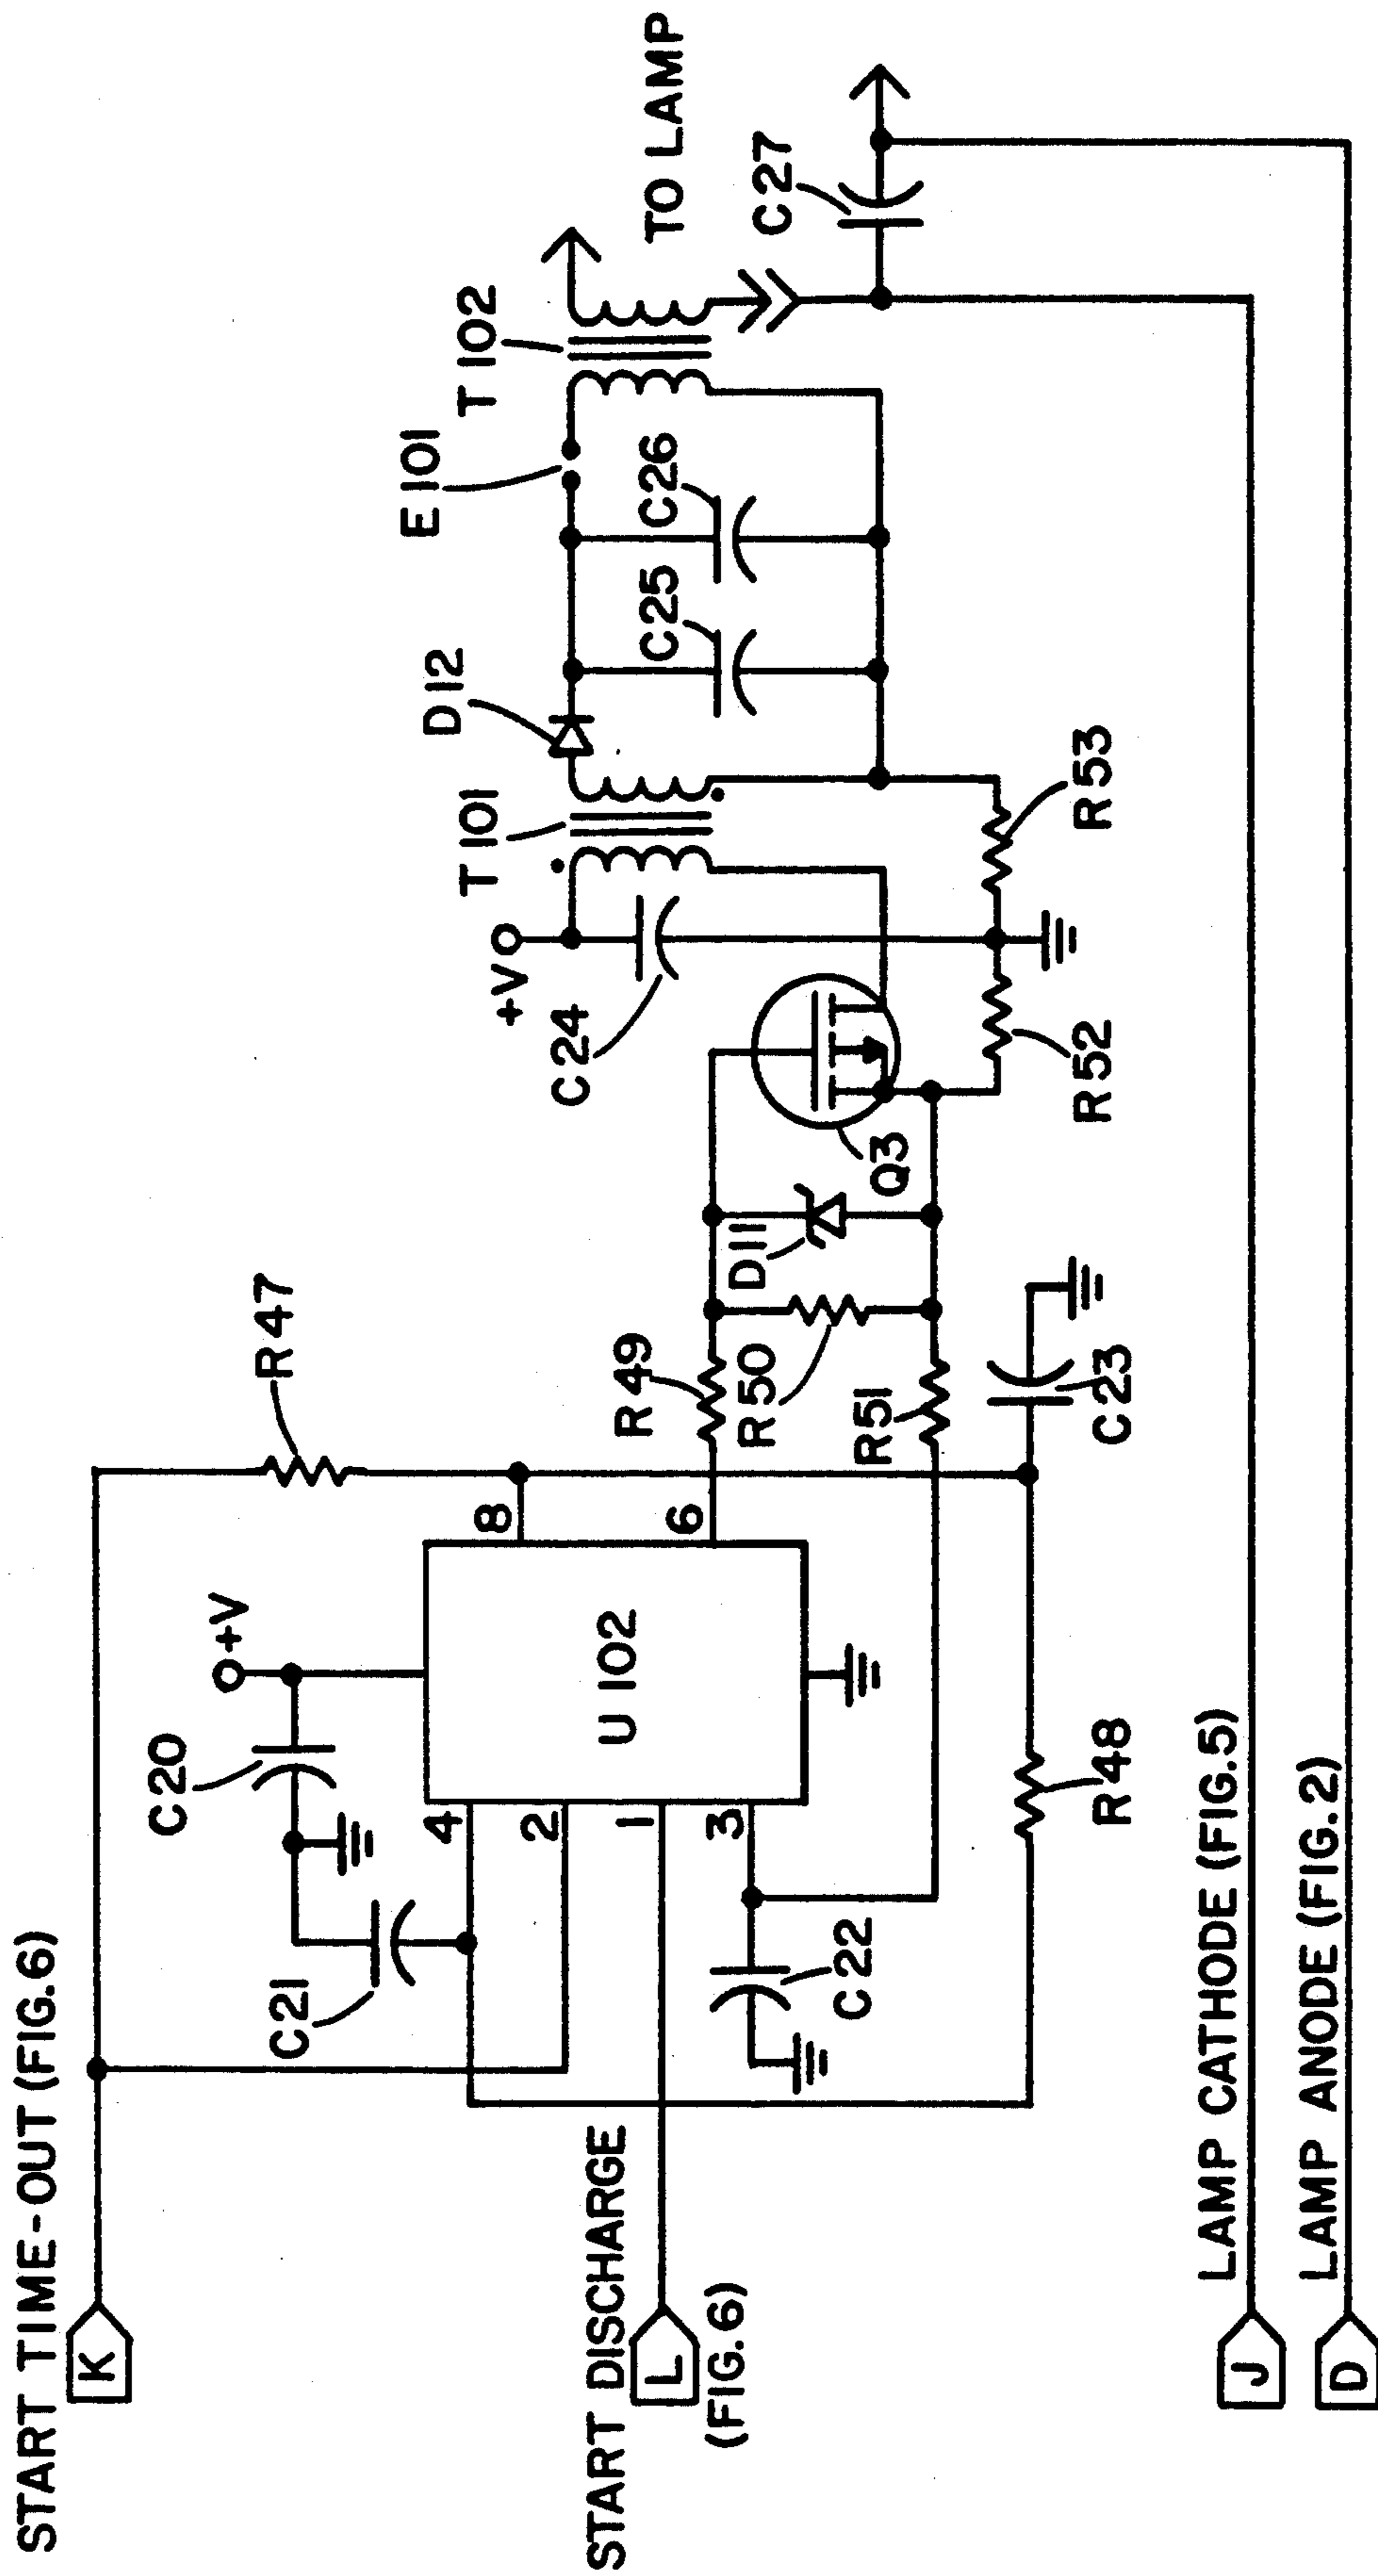 START TIME-OUT (FIG.6)
K
R47
C20
+V
C21
4
2
1
3
8
6
U102
START DISCHARGE
L
(FIG.6)
C22
R48
C23
R49
R50
R51
D11
Q3
C24
+V
R52
R53
T101
D12
C25
C26
E101
T102
TO LAMP
C27
LAMP CATHODE (FIG.5)
J
LAMP ANODE (FIG.2)
D